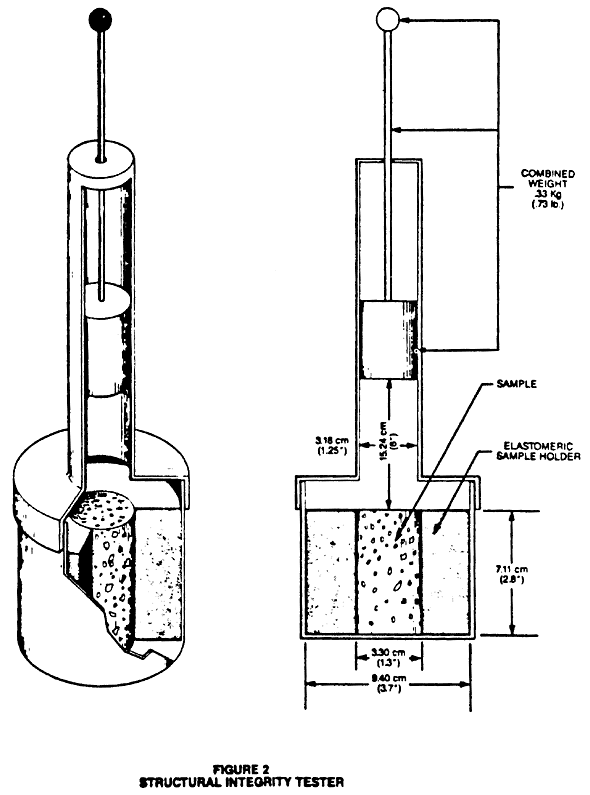 COMBINED
WEIGHT
.33 Kg
(.73 lb.)
SAMPLE
ELASTOMERIC
SAMPLE HOLDER
3.18 cm
(1.25")
15.24 cm
(6")
7.11 cm
(2.8")
3.30 cm
(1.3")
9.40 cm
(3.7")
FIGURE 2
STRUCTURAL INTEGRITY TESTER